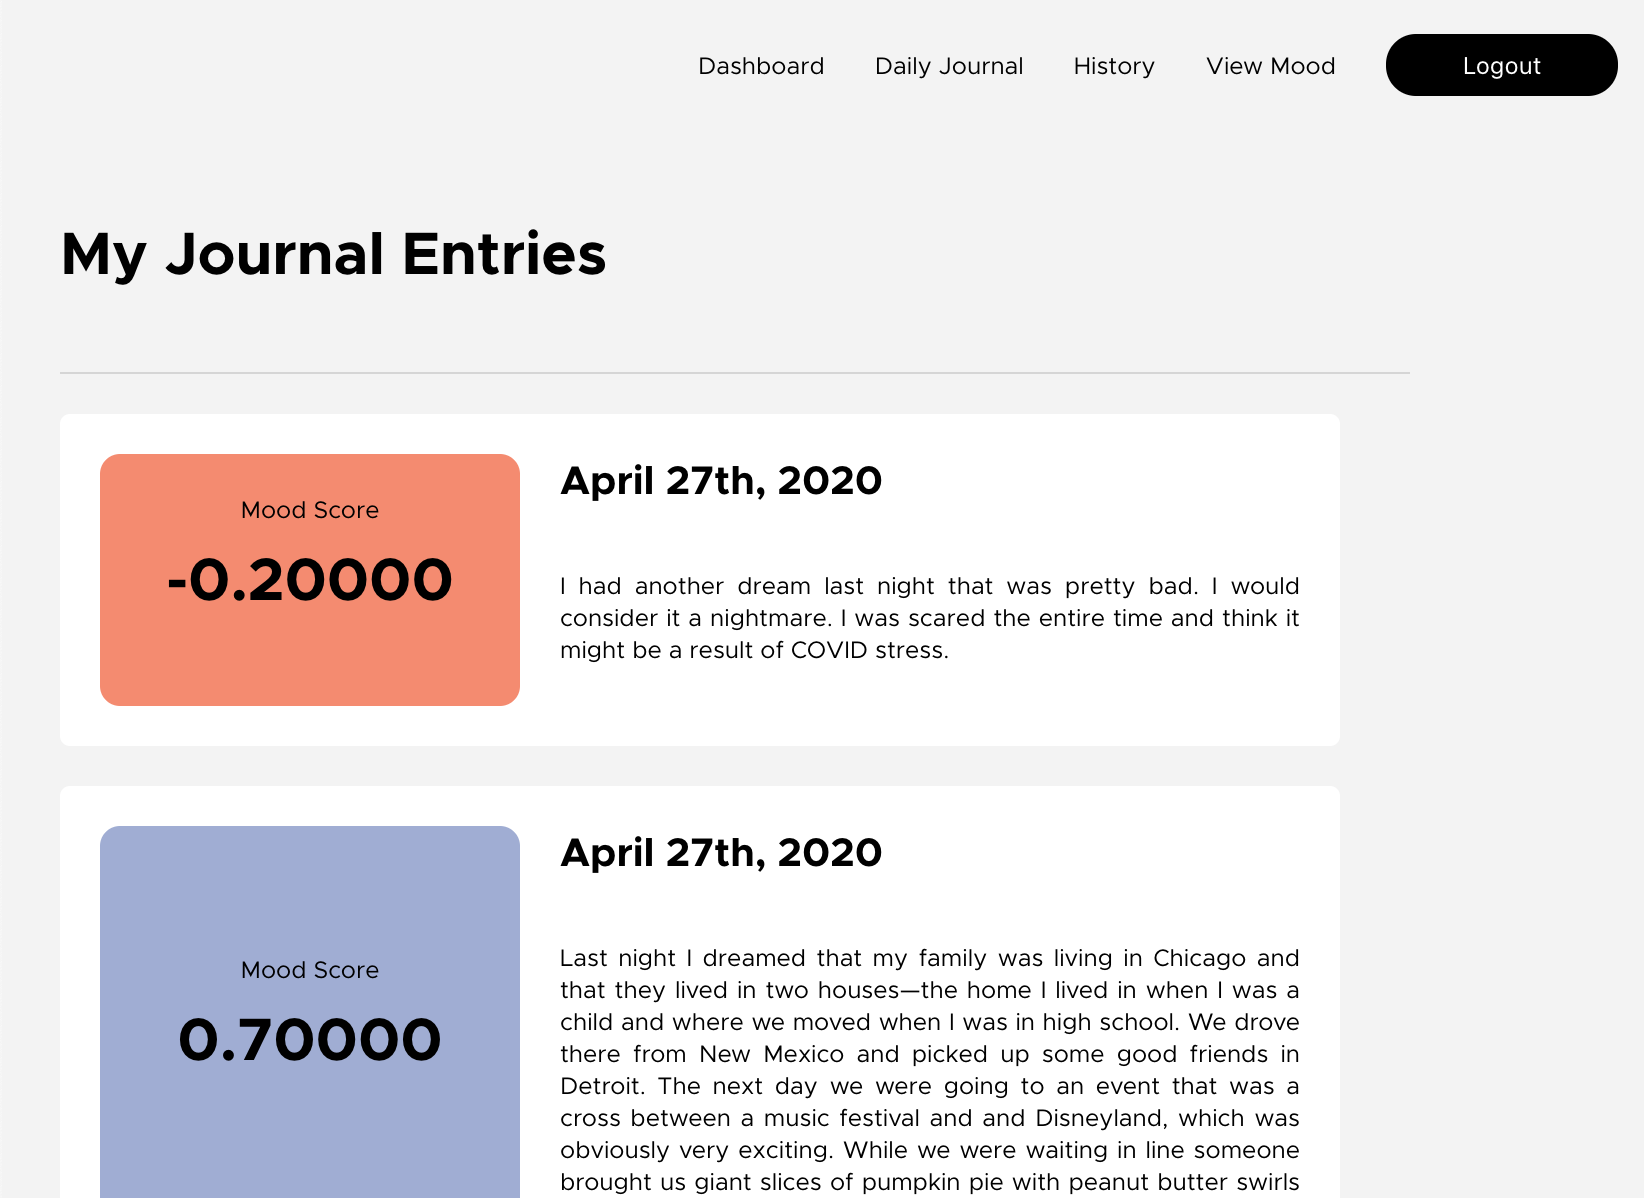 Dashboard Daily Journal History View Mood Logout
My Journal Entries
Mood Score
-0.20000
April 27th, 2020
I had another dream last night that was pretty bad. I would
consider it a nightmare. I was scared the entire time and think it
might be a result of COVID stress.
Mood Score
0.70000
April 27th, 2020
Last night I dreamed that my family was living in Chicago and
that they lived in two houses—the home I lived in when I was a
child and where we moved when I was in high school. We drove
there from New Mexico and picked up some good friends in
Detroit. The next day we were going to an event that was a
cross between a music festival and and Disneyland, which was
obviously very exciting. While we were waiting in line someone
brought us giant slices of pumpkin pie with peanut butter swirls